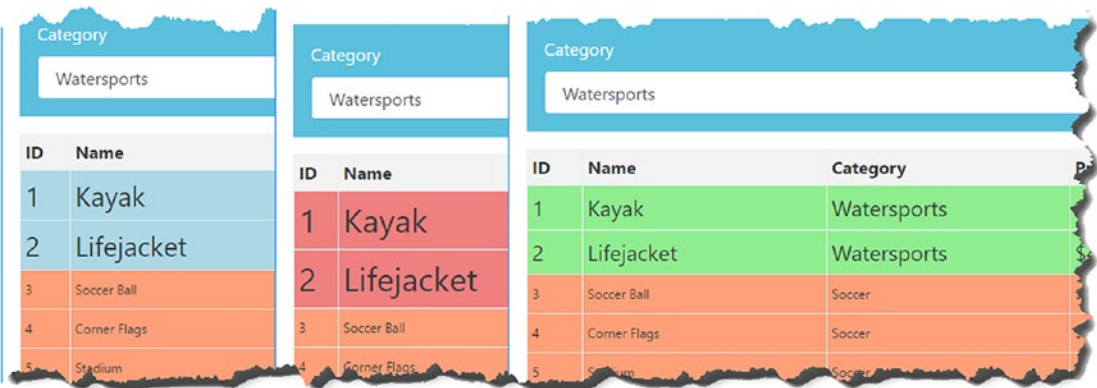 Category
Watersports
ID Name
1 Kayak
2 Lifejacket
3 Soccer Ball
4 Corner Flags
5 Stadium
Category
Watersports
ID Name
1 Kayak
2 Lifejacket
3 Soccer Ball
4 Corner Flags
Category
Watersports
ID Name Category
1 Kayak Watersports
2 Lifejacket Watersports
3 Soccer Ball Soccer
4 Corner Flags Soccer
5 Stadium Soccer